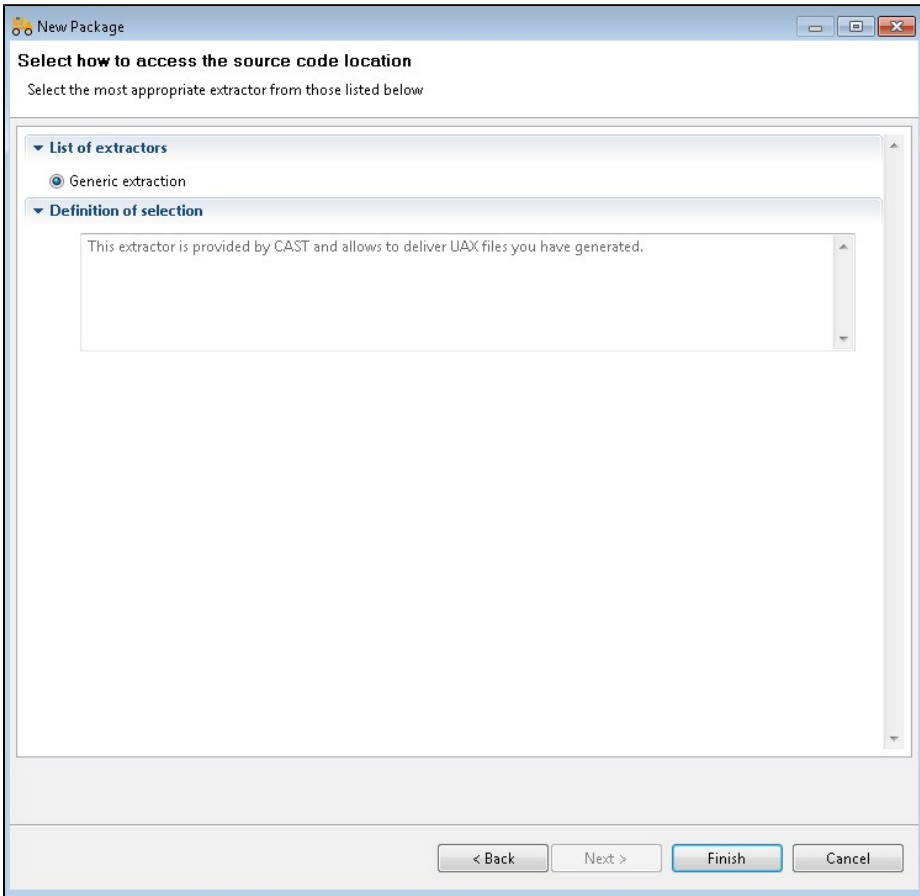 New Package
Select how to access the source code location
Select the most appropriate extractor from those listed below
List of extractors
Generic extraction
Definition of selection
This extractor is provided by CAST and allows to deliver UAX files you have generated.
< Back Next > Finish Cancel